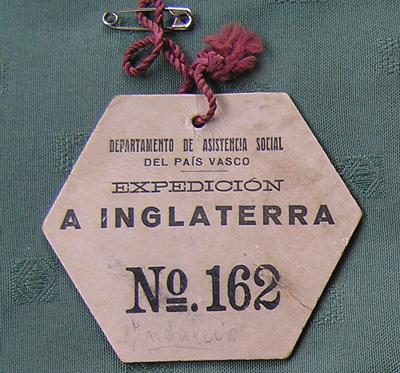 DEPARTAMENTO DE ASISTENCIA SOCIAL
DEL PAÍS VASCO
EXPEDICIÓN
A INGLATERRA
No. 162